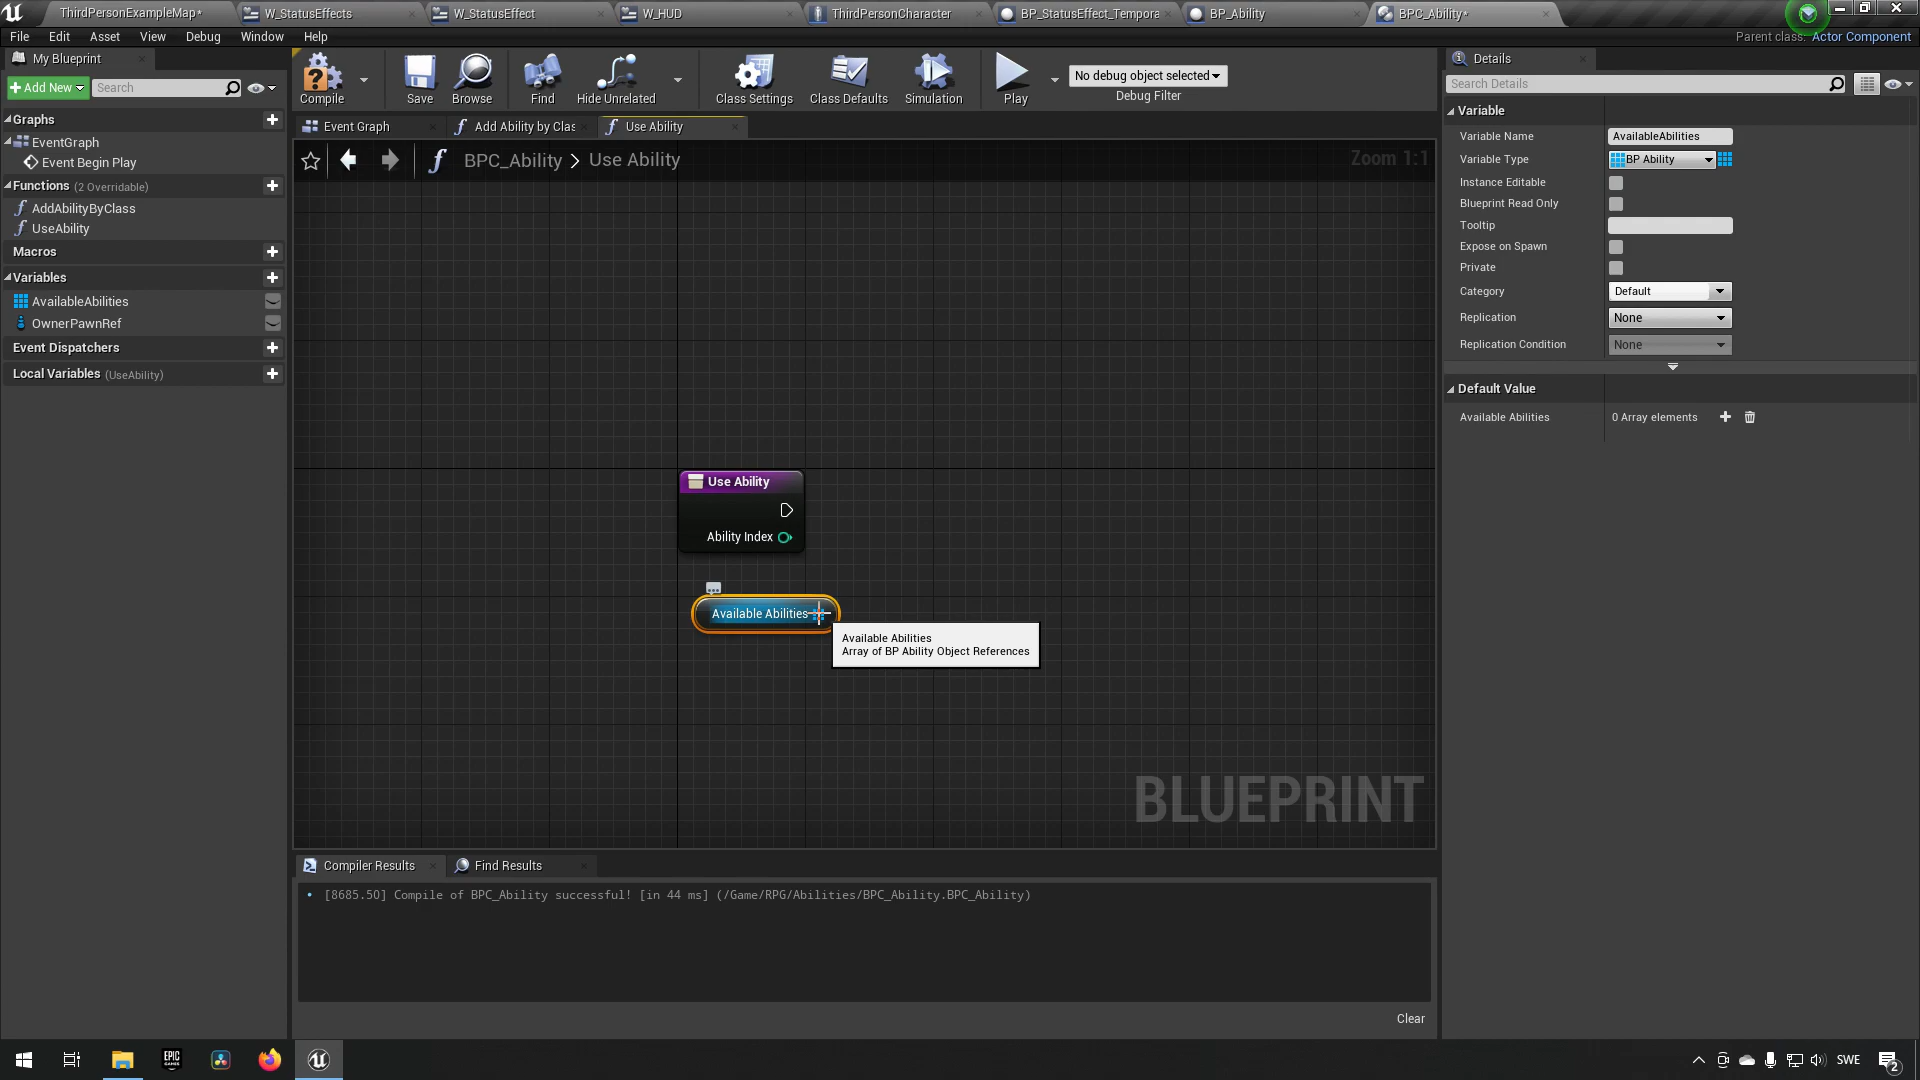 ThirdPersonExampleMap*
W_StatusEffects
W_StatusEffect
W_HUD
ThirdPersonCharacter
BP_StatusEffect_Tempora
BP_Ability
BPC_Ability*
File
Edit
Asset
View
Debug
Window
Help
Parent class: Actor Component
My Blueprint
Add New
Search
Compile
Save
Browse
Find
Hide Unrelated
Class Settings
Class Defaults
Simulation
Play
No debug object selected
Debug Filter
Details
Search Details
Graphs
EventGraph
Event Begin Play
Functions (2 Overridable)
AddAbilityByClass
UseAbility
Macros
Variables
AvailableAbilities
OwnerPawnRef
Event Dispatchers
Local Variables (UseAbility)
Event Graph
Add Ability by Clas
Use Ability
BPC_Ability > Use Ability
Zoom 1:1
Use Ability
Ability Index
Available Abilities
Available Abilities
Array of BP Ability Object References
BLUEPRINT
Variable
Variable Name
AvailableAbilities
Variable Type
BP Ability
Instance Editable
Blueprint Read Only
Tooltip
Expose on Spawn
Private
Category
Default
Replication
None
Replication Condition
None
Default Value
Available Abilities
0 Array elements
Compiler Results
Find Results
[8685.50] Compile of BPC_Ability successful! [in 44 ms] (/Game/RPG/Abilities/BPC_Ability.BPC_Ability)
Clear
EPIC
GAMES
SWE
2